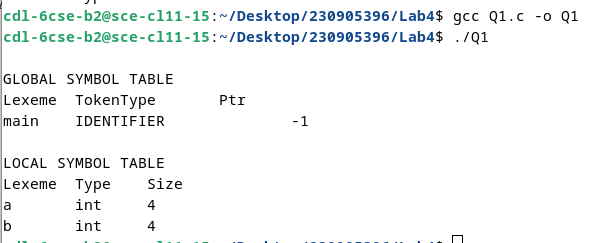 cdl-6cse-b2@sce-cl11-15:~/Desktop/230905396/Lab4$ gcc Q1.c -o Q1
cdl-6cse-b2@sce-cl11-15:~/Desktop/230905396/Lab4$ ./Q1
GLOBAL SYMBOL TABLE
Lexeme  TokenType       Ptr
main    IDENTIFIER              -1
LOCAL SYMBOL TABLE
Lexeme  Type    Size
a       int     4
b       int     4